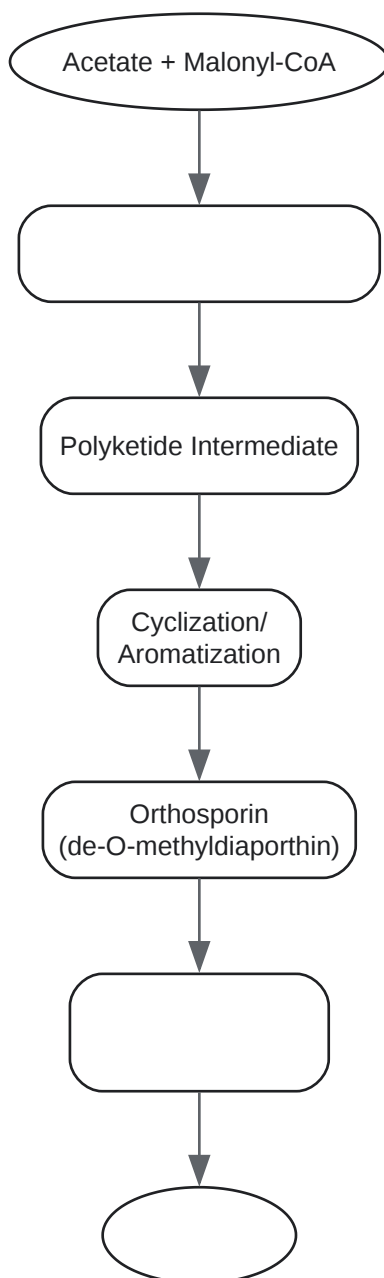 Acetate + Malonyl-CoA
Polyketide Intermediate
Cyclization/
Aromatization
Orthosporin
(de-O-methyldiaporthin)